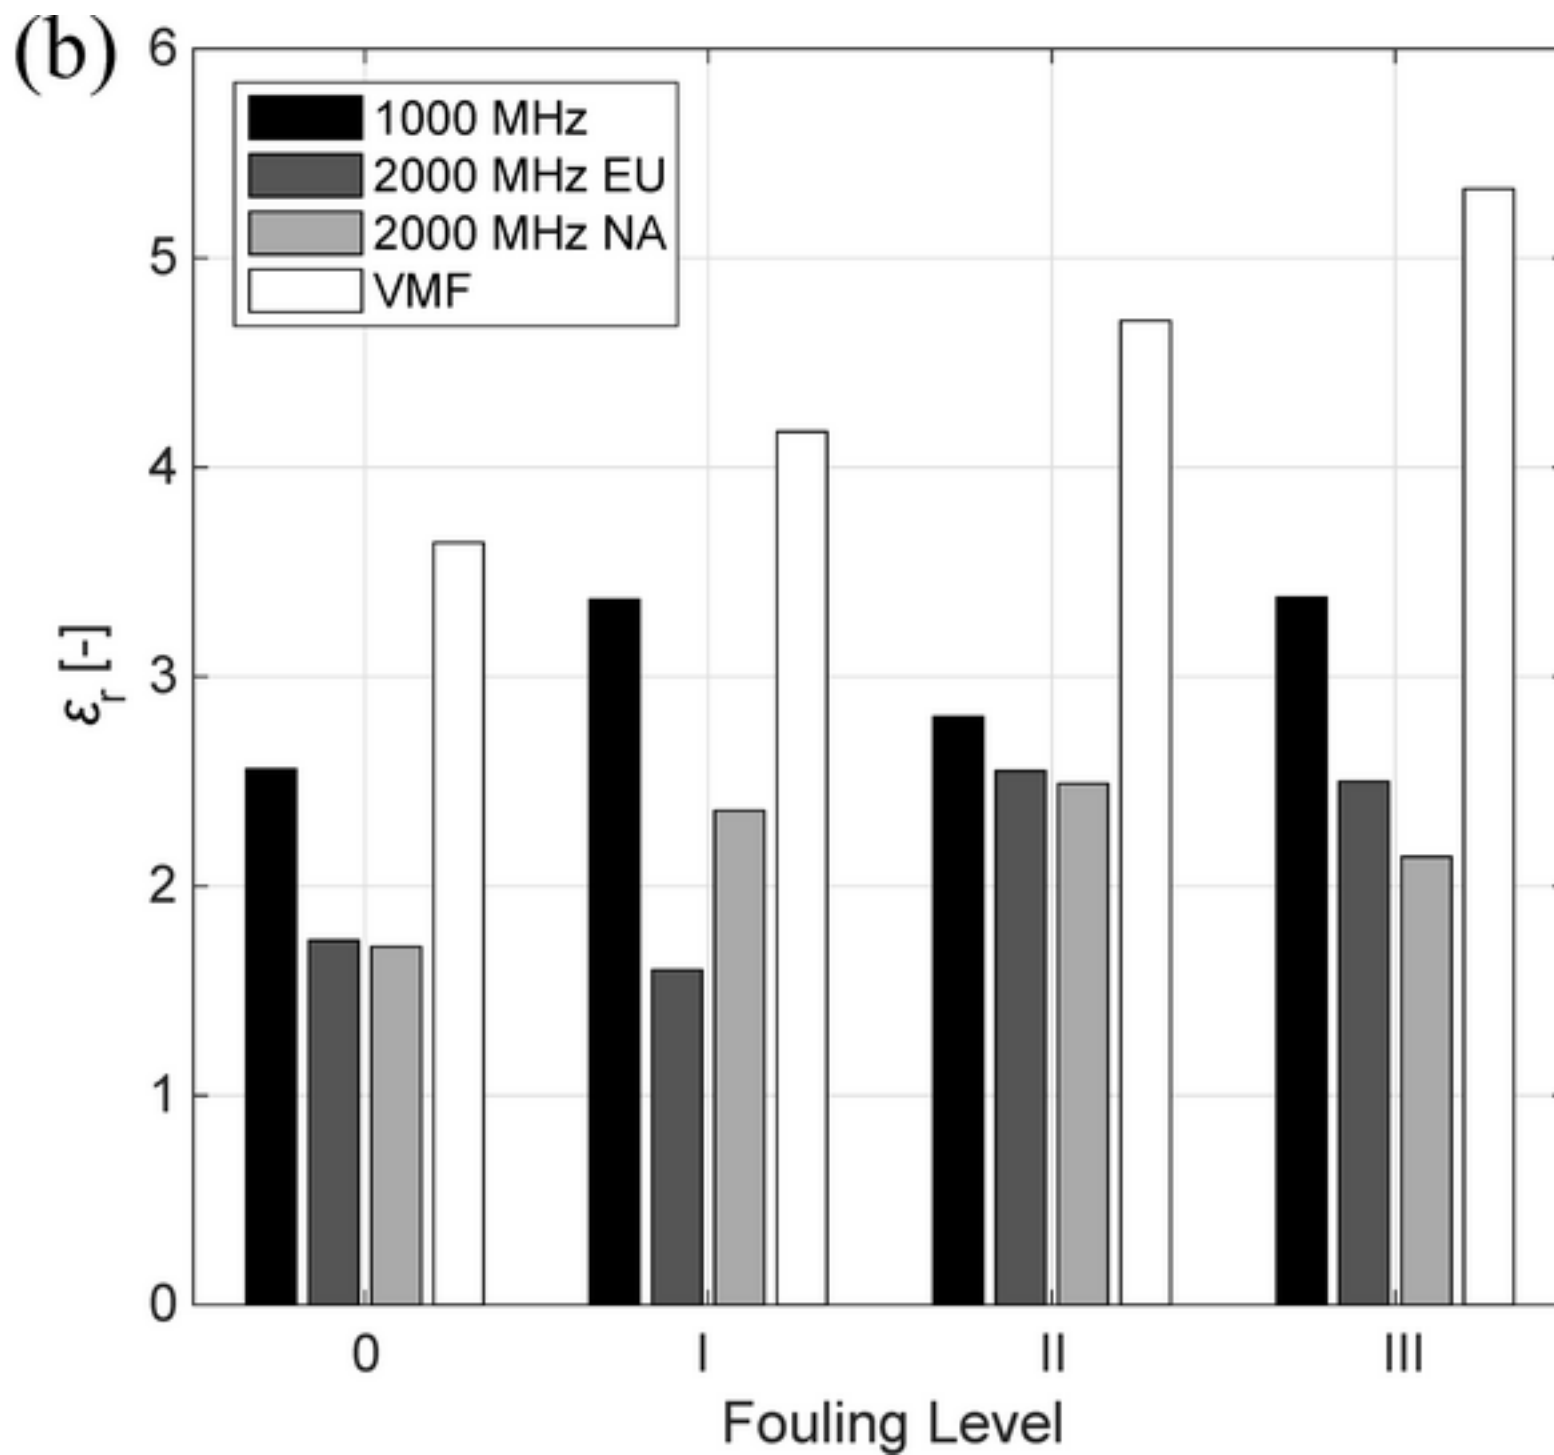 (b)
6
5
4
3
2
1
0
εr [-]
1000 MHz
2000 MHz EU
2000 MHz NA
VMF
0 I II III
Fouling Level